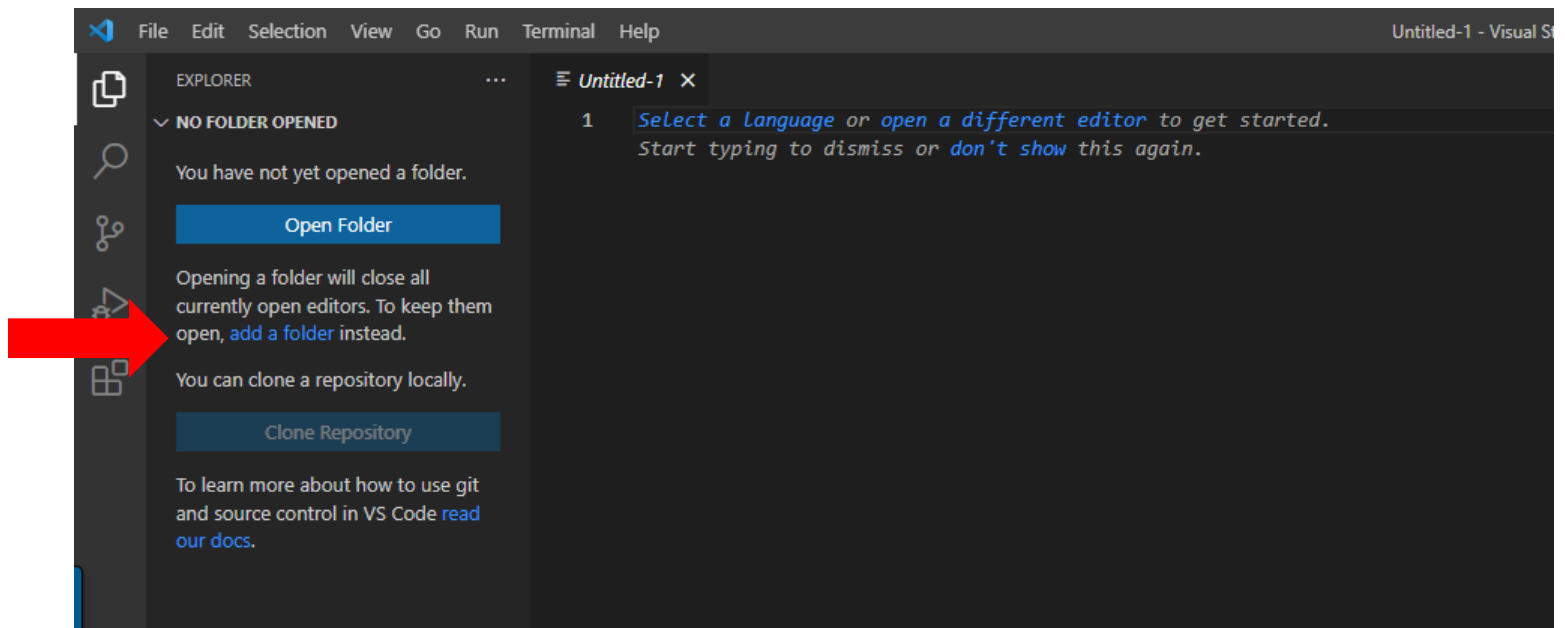 File Edit Selection View Go Run Terminal Help
Untitled-1 - Visual St
EXPLORER
Untitled-1
NO FOLDER OPENED
You have not yet opened a folder.
Open Folder
Opening a folder will close all
currently open editors. To keep them
open, add a folder instead.
You can clone a repository locally.
Clone Repository
To learn more about how to use git
and source control in VS Code read
our docs.
1 Select a language or open a different editor to get started.
Start typing to dismiss or don't show this again.